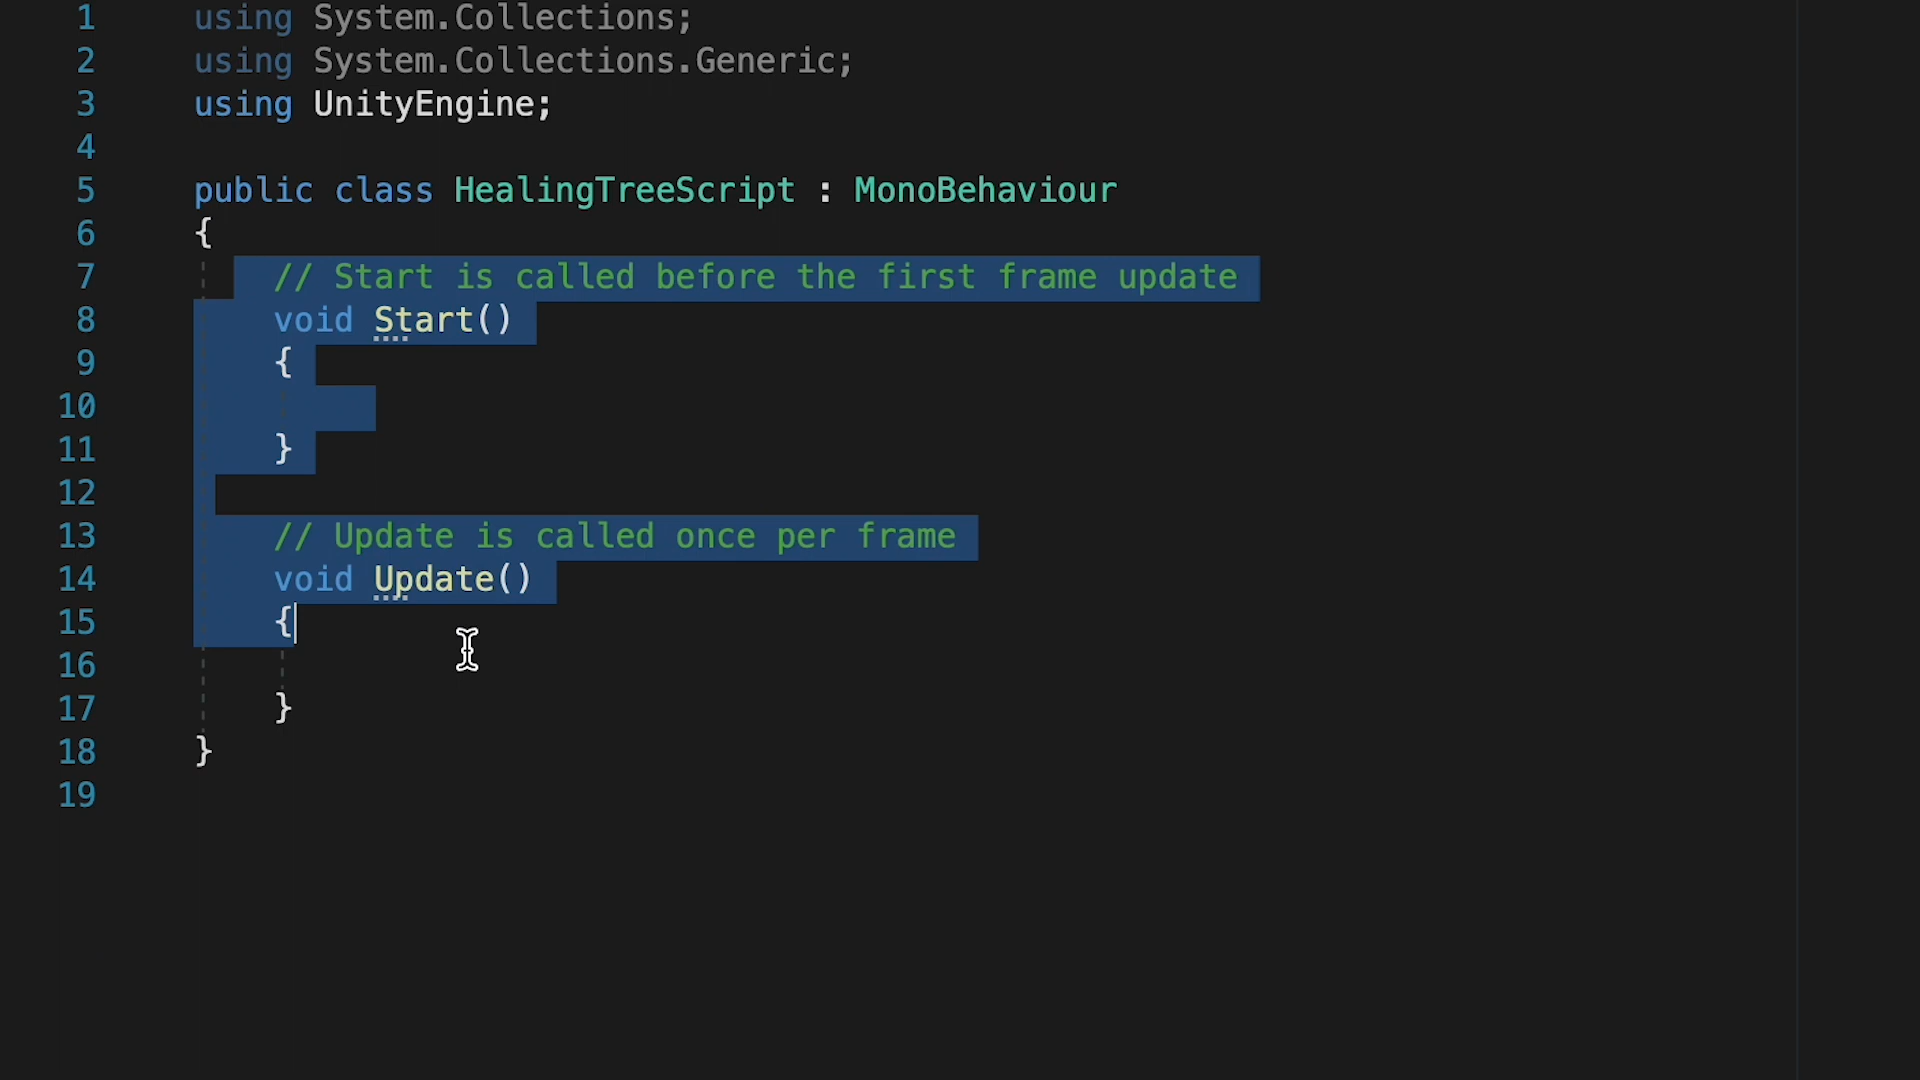 1 using System.Collections;
2 using System.Collections.Generic;
3 using UnityEngine;
4
5 public class HealingTreeScript : MonoBehaviour
6 {
7 // Start is called before the first frame update
8 void Start()
9 {
10
11 }
12
13 // Update is called once per frame
14 void Update()
15 {
16
17 }
18 }
19